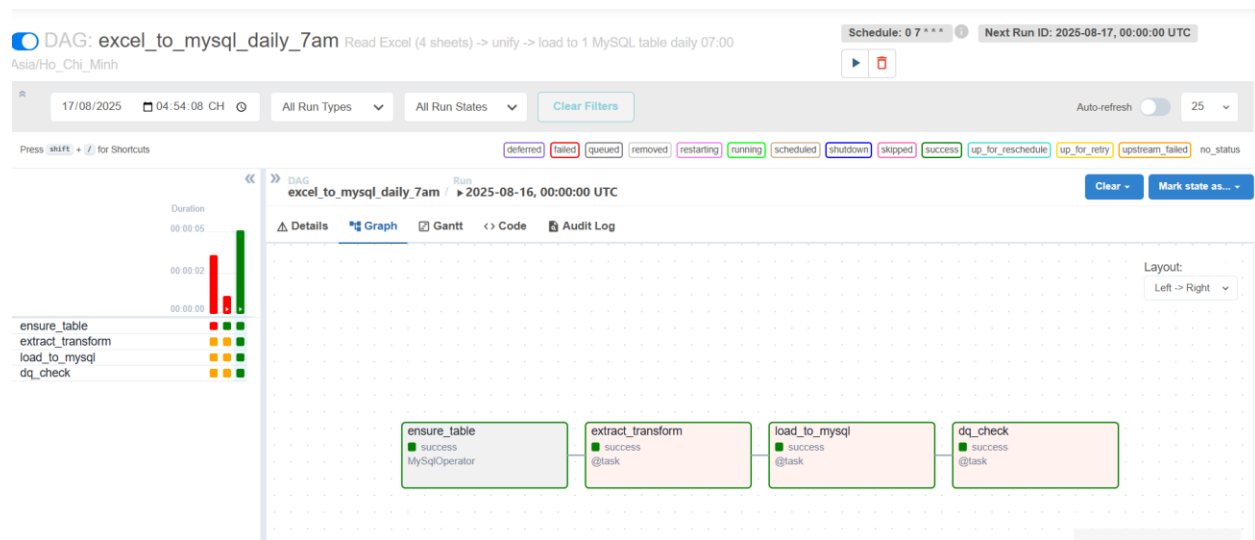 DAG: excel_to_mysql_daily_7am Read Excel (4 sheets) -> unify -> load to 1 MySQL table daily 07:00
Asia/Ho_Chi_Minh
Schedule: 0 7 * * *
Next Run ID: 2025-08-17, 00:00:00 UTC
17/08/2025 04:54:08 CH
All Run Types
All Run States
Clear Filters
Auto-refresh
25
Press shift + / for Shortcuts
deferred failed queued removed restarting running scheduled shutdown skipped success up_for_reschedule up_for_retry upstream_failed no_status
DAG
excel_to_mysql_daily_7am /
Run
2025-08-16, 00:00:00 UTC
Clear
Mark state as...
Duration
00:00:05
00:00:02
00:00:00
ensure_table
extract_transform
load_to_mysql
dq_check
Details
Graph
Gantt
Code
Audit Log
Layout:
Left -> Right
ensure_table
success
MySqlOperator
extract_transform
success
@task
load_to_mysql
success
@task
dq_check
success
@task